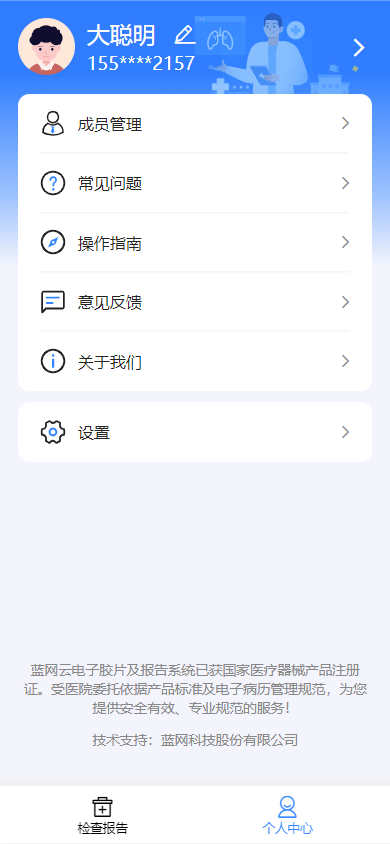 大聪明
155****2157
成员管理
常见问题
操作指南
意见反馈
关于我们
设置
蓝网云电子胶片及报告系统已获国家医疗器械产品注册
证。受医院委托依据产品标准及电子病历管理规范，为您
提供安全有效、专业规范的服务！
技术支持：蓝网科技股份有限公司
检查报告
个人中心